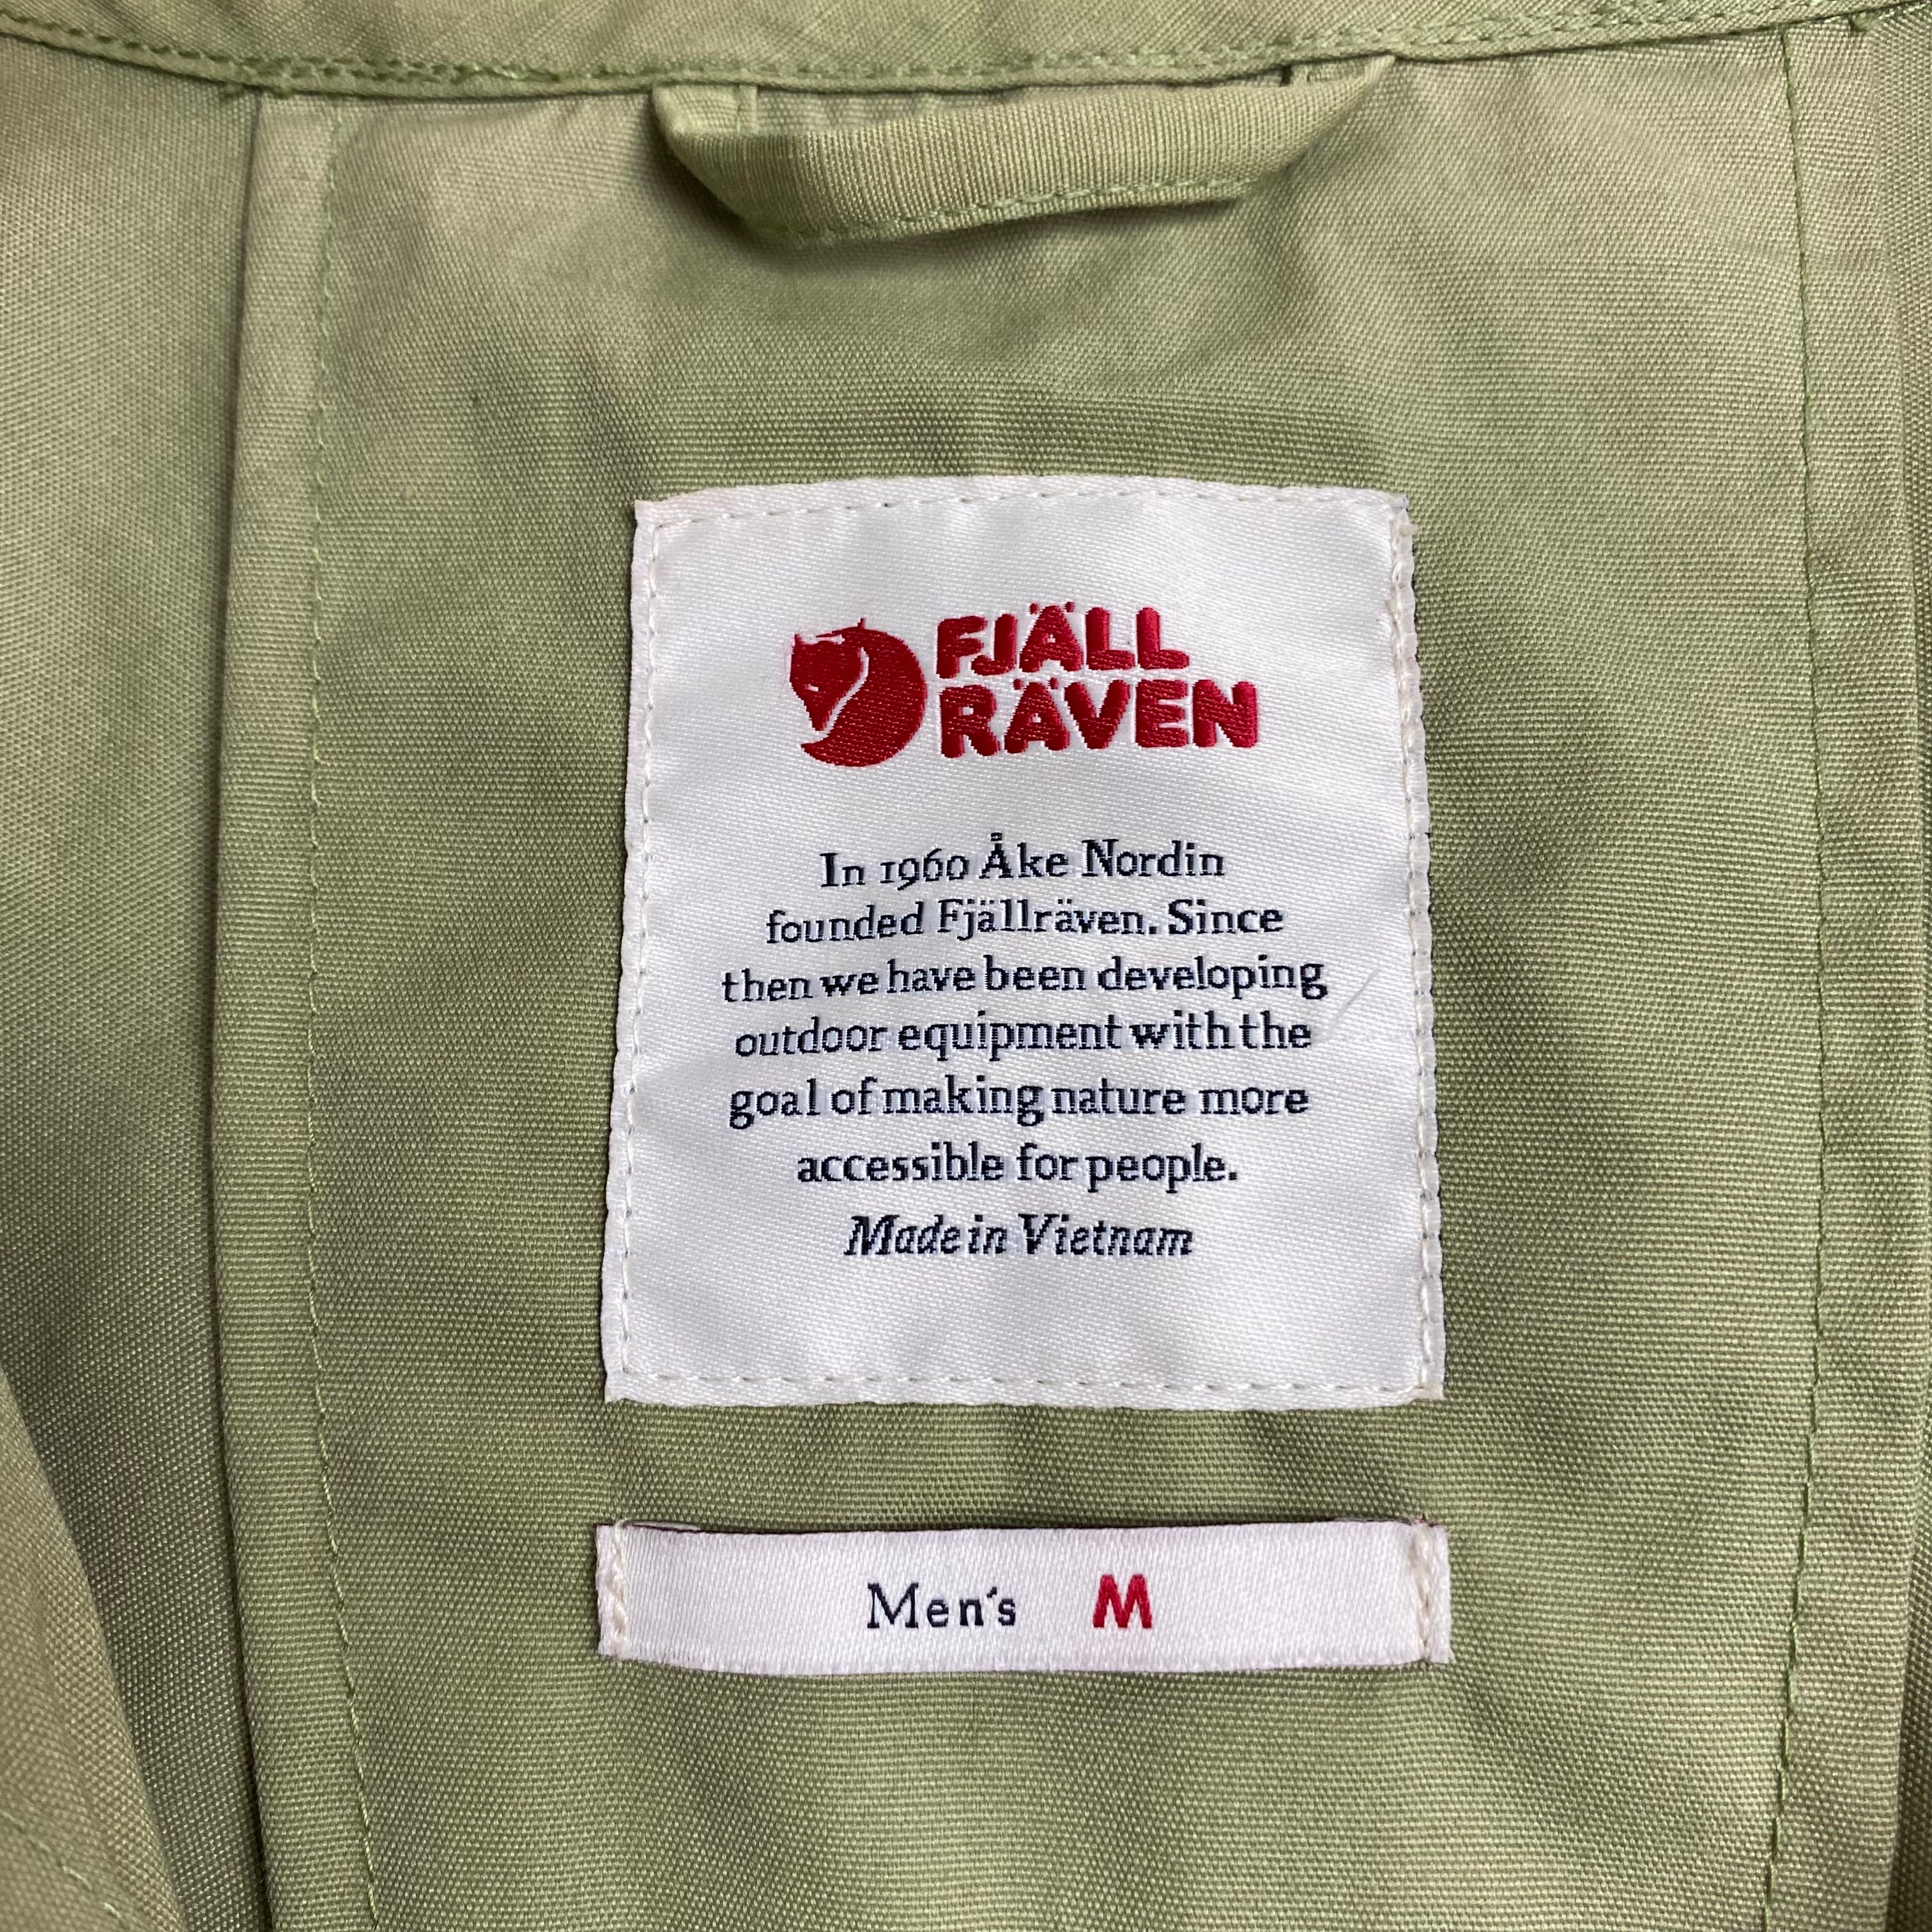 FJÄLL
RÄVEN
In 1960 Åke Nordin
founded Fjällräven. Since
then we have been developing
outdoor equipment with the
goal of making nature more
accessible for people.
Made in Vietnam
Men's M